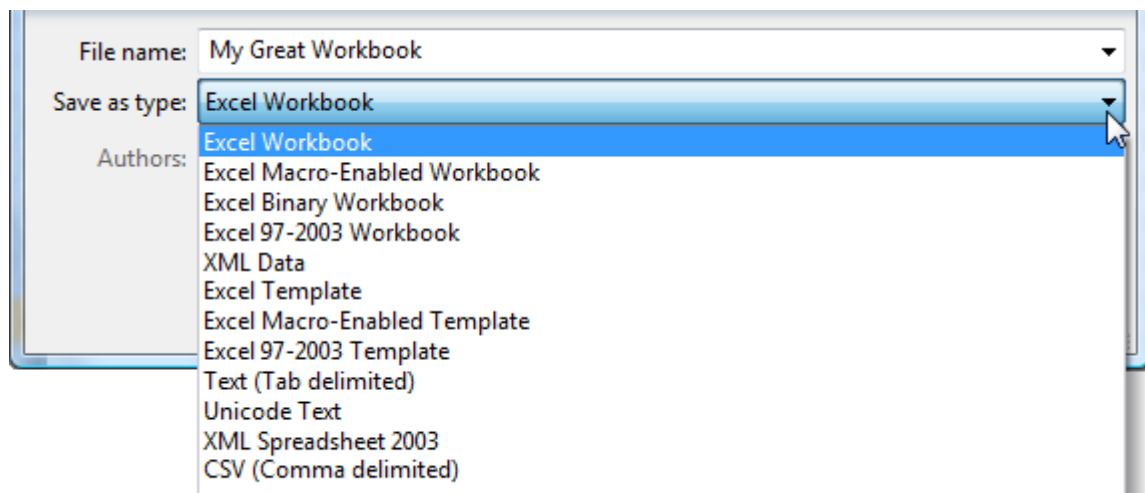 File name: My Great Workbook
Save as type: Excel Workbook
Authors:
Excel Workbook
Excel Macro-Enabled Workbook
Excel Binary Workbook
Excel 97-2003 Workbook
XML Data
Excel Template
Excel Macro-Enabled Template
Excel 97-2003 Template
Text (Tab delimited)
Unicode Text
XML Spreadsheet 2003
CSV (Comma delimited)